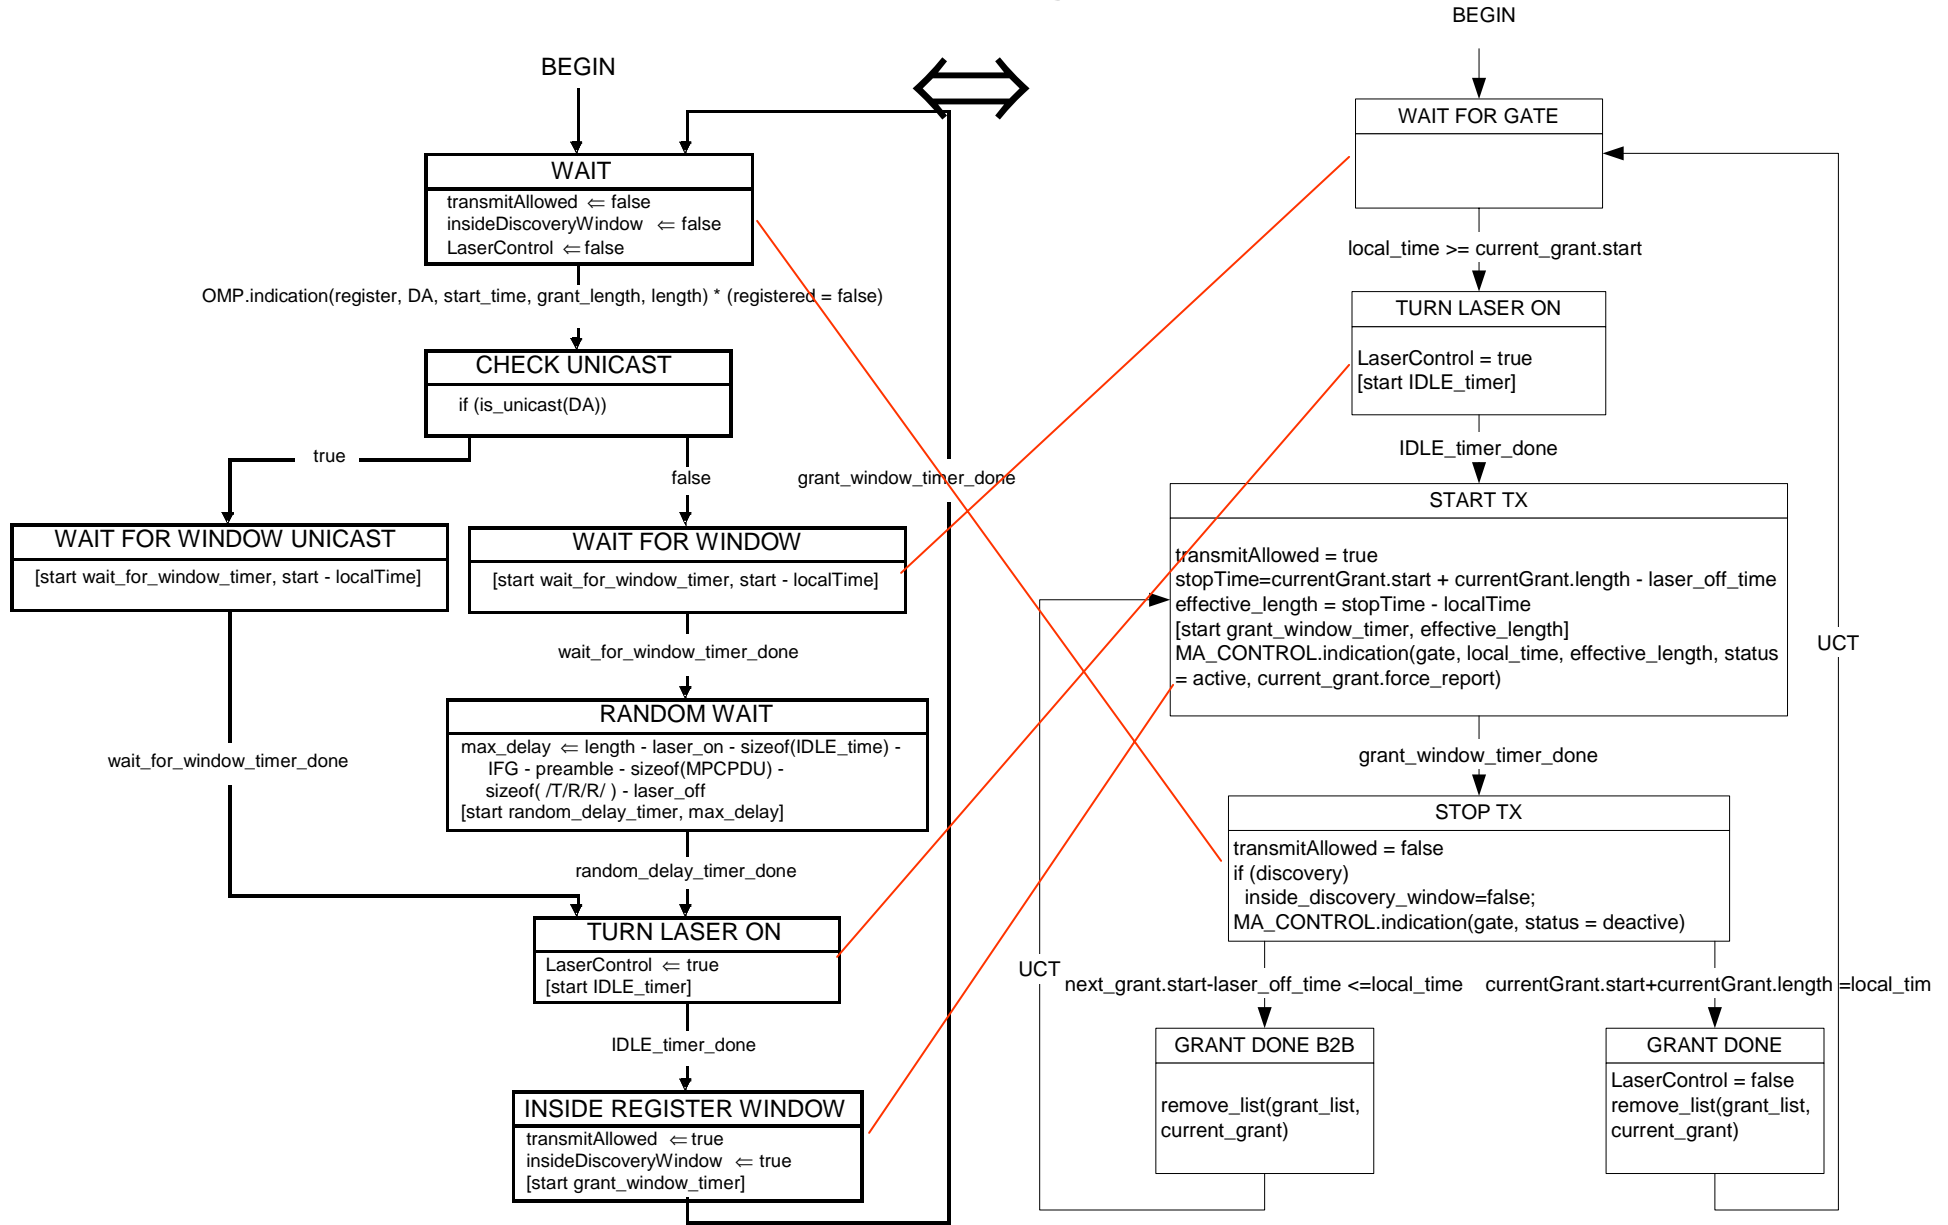 BEGIN
WAIT
transmitAllowed ⇐ false
insideDiscoveryWindow ⇐ false
LaserControl ⇐ false
OMP.indication(register, DA, start_time, grant_length, length) * (registered = false)
CHECK UNICAST
if (is_unicast(DA))
true
false
grant_window_timer_done
WAIT FOR WINDOW UNICAST
[start wait_for_window_timer, start - localTime]
WAIT FOR WINDOW
[start wait_for_window_timer, start - localTime]
wait_for_window_timer_done
wait_for_window_timer_done
RANDOM WAIT
max_delay ⇐ length - laser_on - sizeof(IDLE_time) -
IFG - preamble - sizeof(MPCPDU) -
sizeof( /T/R/R/ ) - laser_off
[start random_delay_timer, max_delay]
random_delay_timer_done
TURN LASER ON
LaserControl ⇐ true
[start IDLE_timer]
IDLE_timer_done
INSIDE REGISTER WINDOW
transmitAllowed ⇐ true
insideDiscoveryWindow ⇐ true
[start grant_window_timer]
BEGIN
WAIT FOR GATE
local_time >= current_grant.start
TURN LASER ON
LaserControl = true
[start IDLE_timer]
IDLE_timer_done
START TX
transmitAllowed = true
stopTime=currentGrant.start + currentGrant.length - laser_off_time
effective_length = stopTime - localTime
[start grant_window_timer, effective_length]
MA_CONTROL.indication(gate, local_time, effective_length, status
= active, current_grant.force_report)
UCT
grant_window_timer_done
STOP TX
transmitAllowed = false
if (discovery)
inside_discovery_window=false;
MA_CONTROL.indication(gate, status = deactive)
UCT
next_grant.start-laser_off_time <=local_time
currentGrant.start+currentGrant.length =local_tim
GRANT DONE B2B
remove_list(grant_list,
current_grant)
GRANT DONE
LaserControl = false
remove_list(grant_list,
current_grant)